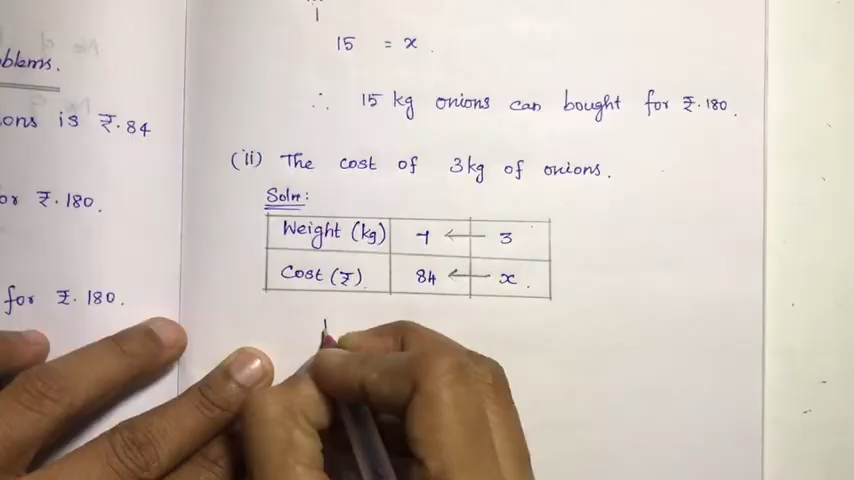 oblems.
ons is ₹.84
or ₹.180.
for ₹.180.
15 = x.
∴ 15 kg onions can bought for ₹.180.
(ii) The cost of 3kg of onions.
Soln:
Weight (kg) 7 ← 3
Cost (₹) 84 ← x.